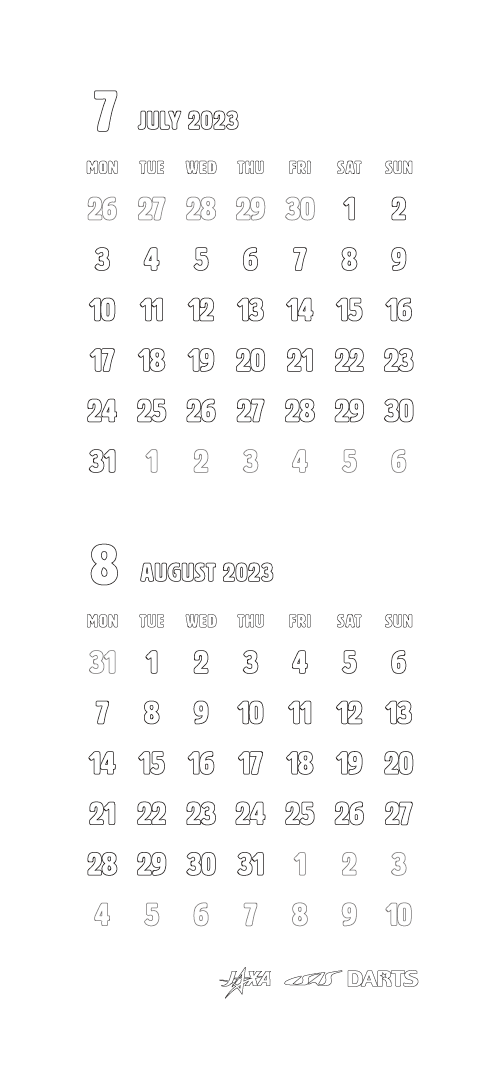 7 JULY 2023
MON TUE WED THU FRI SAT SUN
26 27 28 29 30 1 2
3 4 5 6 7 8 9
10 11 12 13 14 15 16
17 18 19 20 21 22 23
24 25 26 27 28 29 30
31 1 2 3 4 5 6
8 AUGUST 2023
MON TUE WED THU FRI SAT SUN
31 1 2 3 4 5 6
7 8 9 10 11 12 13
14 15 16 17 18 19 20
21 22 23 24 25 26 27
28 29 30 31 1 2 3
4 5 6 7 8 9 10
JAXA DARTS